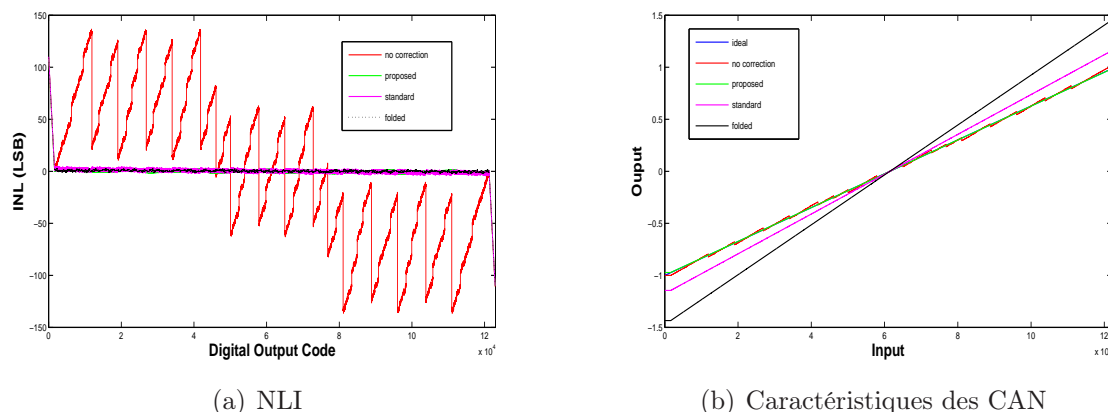 150
100
50
0
−50
−100
−150
INL (LSB)
no correction
proposed
standard
folded
0
2
4
6
8
10
12
x 10⁴
Digital Output Code
(a) NLI
1.5
1
0.5
0
−0.5
−1
−1.5
Ouput
ideal
no correction
proposed
standard
folded
0
2
4
6
8
10
12
x 10
Input
(b) Caractéristiques des CAN